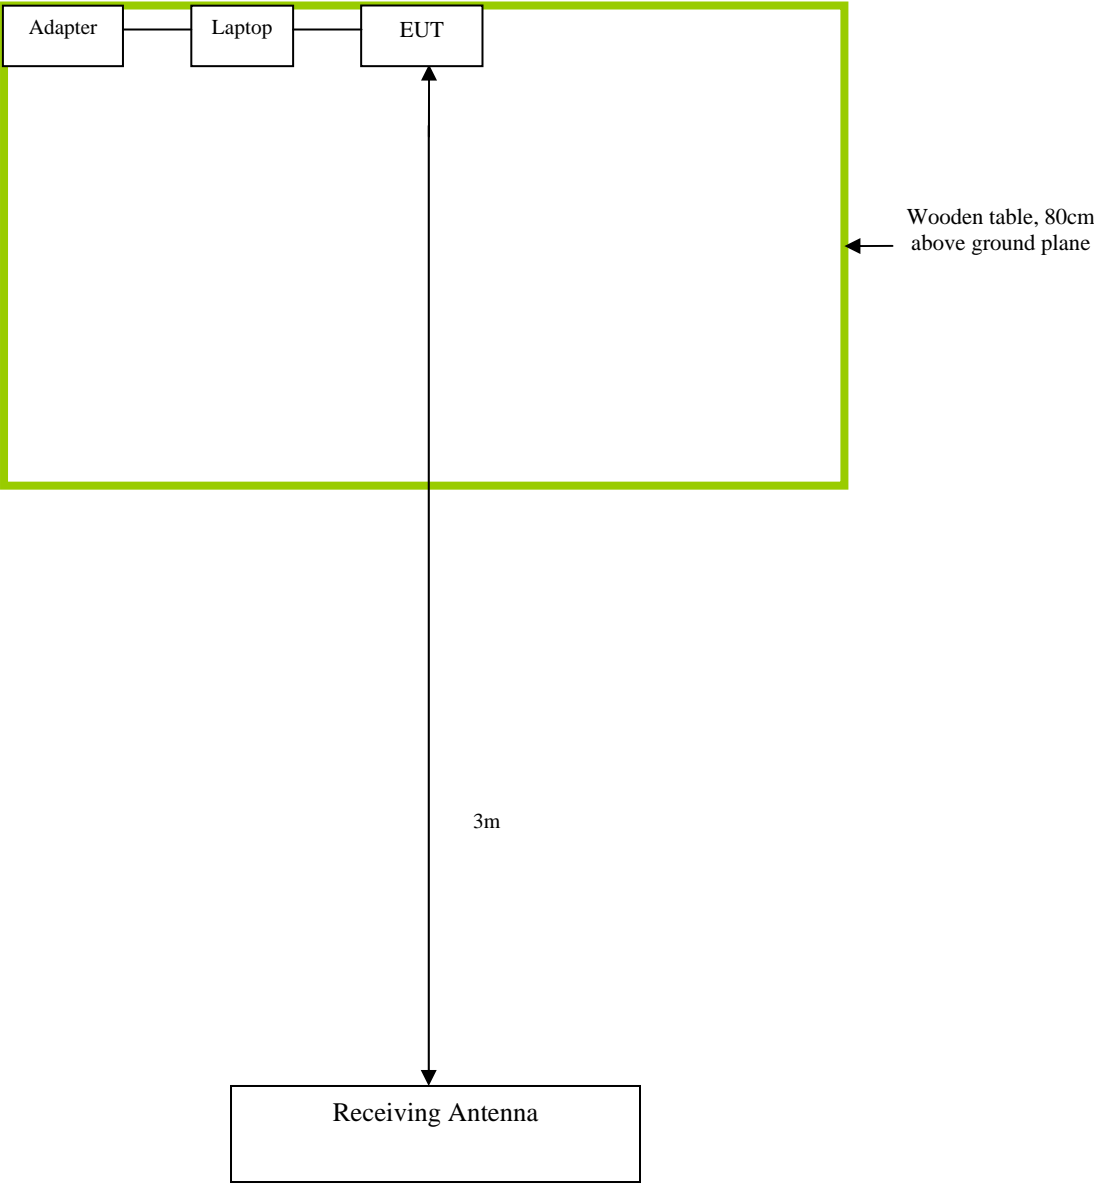 Adapter
Laptop
EUT
Wooden table, 80cm
above ground plane
3m
Receiving Antenna